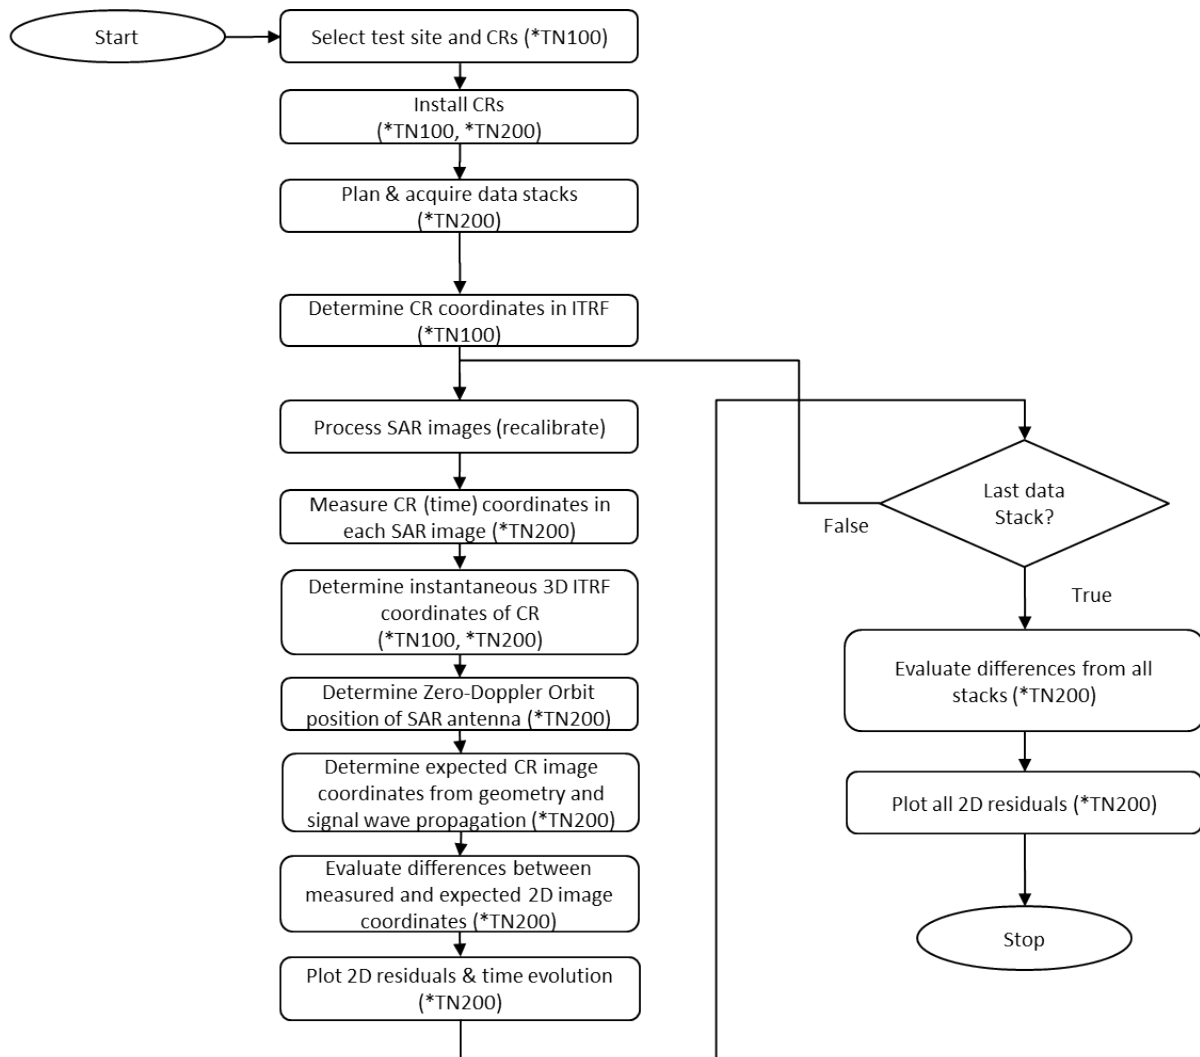 Start
Select test site and CRs (*TN100)
Install CRs
(*TN100, *TN200)
Plan & acquire data stacks
(*TN200)
Determine CR coordinates in ITRF
(*TN100)
Process SAR images (recalibrate)
Measure CR (time) coordinates in
each SAR image (*TN200)
Determine instantaneous 3D ITRF
coordinates of CR
(*TN100, *TN200)
Determine Zero-Doppler Orbit
position of SAR antenna (*TN200)
Determine expected CR image
coordinates from geometry and
signal wave propagation (*TN200)
Evaluate differences between
measured and expected 2D image
coordinates (*TN200)
Plot 2D residuals & time evolution
(*TN200)
Last data
Stack?
False
True
Evaluate differences from all
stacks (*TN200)
Plot all 2D residuals (*TN200)
Stop